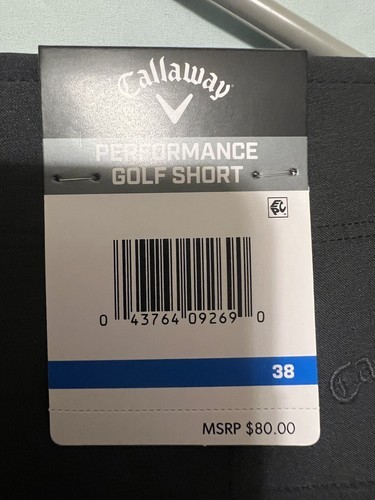 Callaway
PERFORMANCE
GOLF SHORT
0 43764 09269 0
38
MSRP $80.00